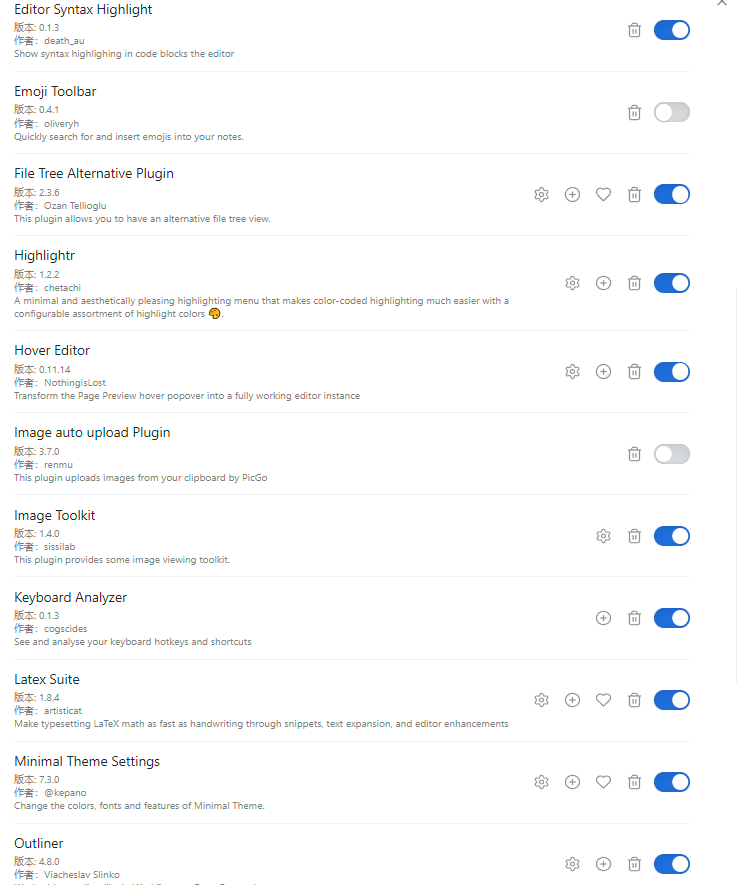 Editor Syntax Highlight
版本: 0.1.3
作者：death_au
Show syntax highlighing in code blocks the editor
Emoji Toolbar
版本: 0.4.1
作者：oliveryh
Quickly search for and insert emojis into your notes.
File Tree Alternative Plugin
版本: 2.3.6
作者：Ozan Tellioglu
This plugin allows you to have an alternative file tree view.
Highlightr
版本: 1.2.2
作者：chetachi
A minimal and aesthetically pleasing highlighting menu that makes color-coded highlighting much easier with a
configurable assortment of highlight colors 🎨.
Hover Editor
版本: 0.11.14
作者：NothingIsLost
Transform the Page Preview hover popover into a fully working editor instance
Image auto upload Plugin
版本: 3.7.0
作者：renmu
This plugin uploads images from your clipboard by PicGo
Image Toolkit
版本: 1.4.0
作者：sissilab
This plugin provides some image viewing toolkit.
Keyboard Analyzer
版本: 0.1.3
作者：cogscides
See and analyse your keyboard hotkeys and shortcuts
Latex Suite
版本: 1.8.4
作者：artisticat
Make typesetting LaTeX math as fast as handwriting through snippets, text expansion, and editor enhancements
Minimal Theme Settings
版本: 7.3.0
作者：@kepano
Change the colors, fonts and features of Minimal Theme.
Outliner
版本: 4.8.0
作者：Viacheslav Slinko